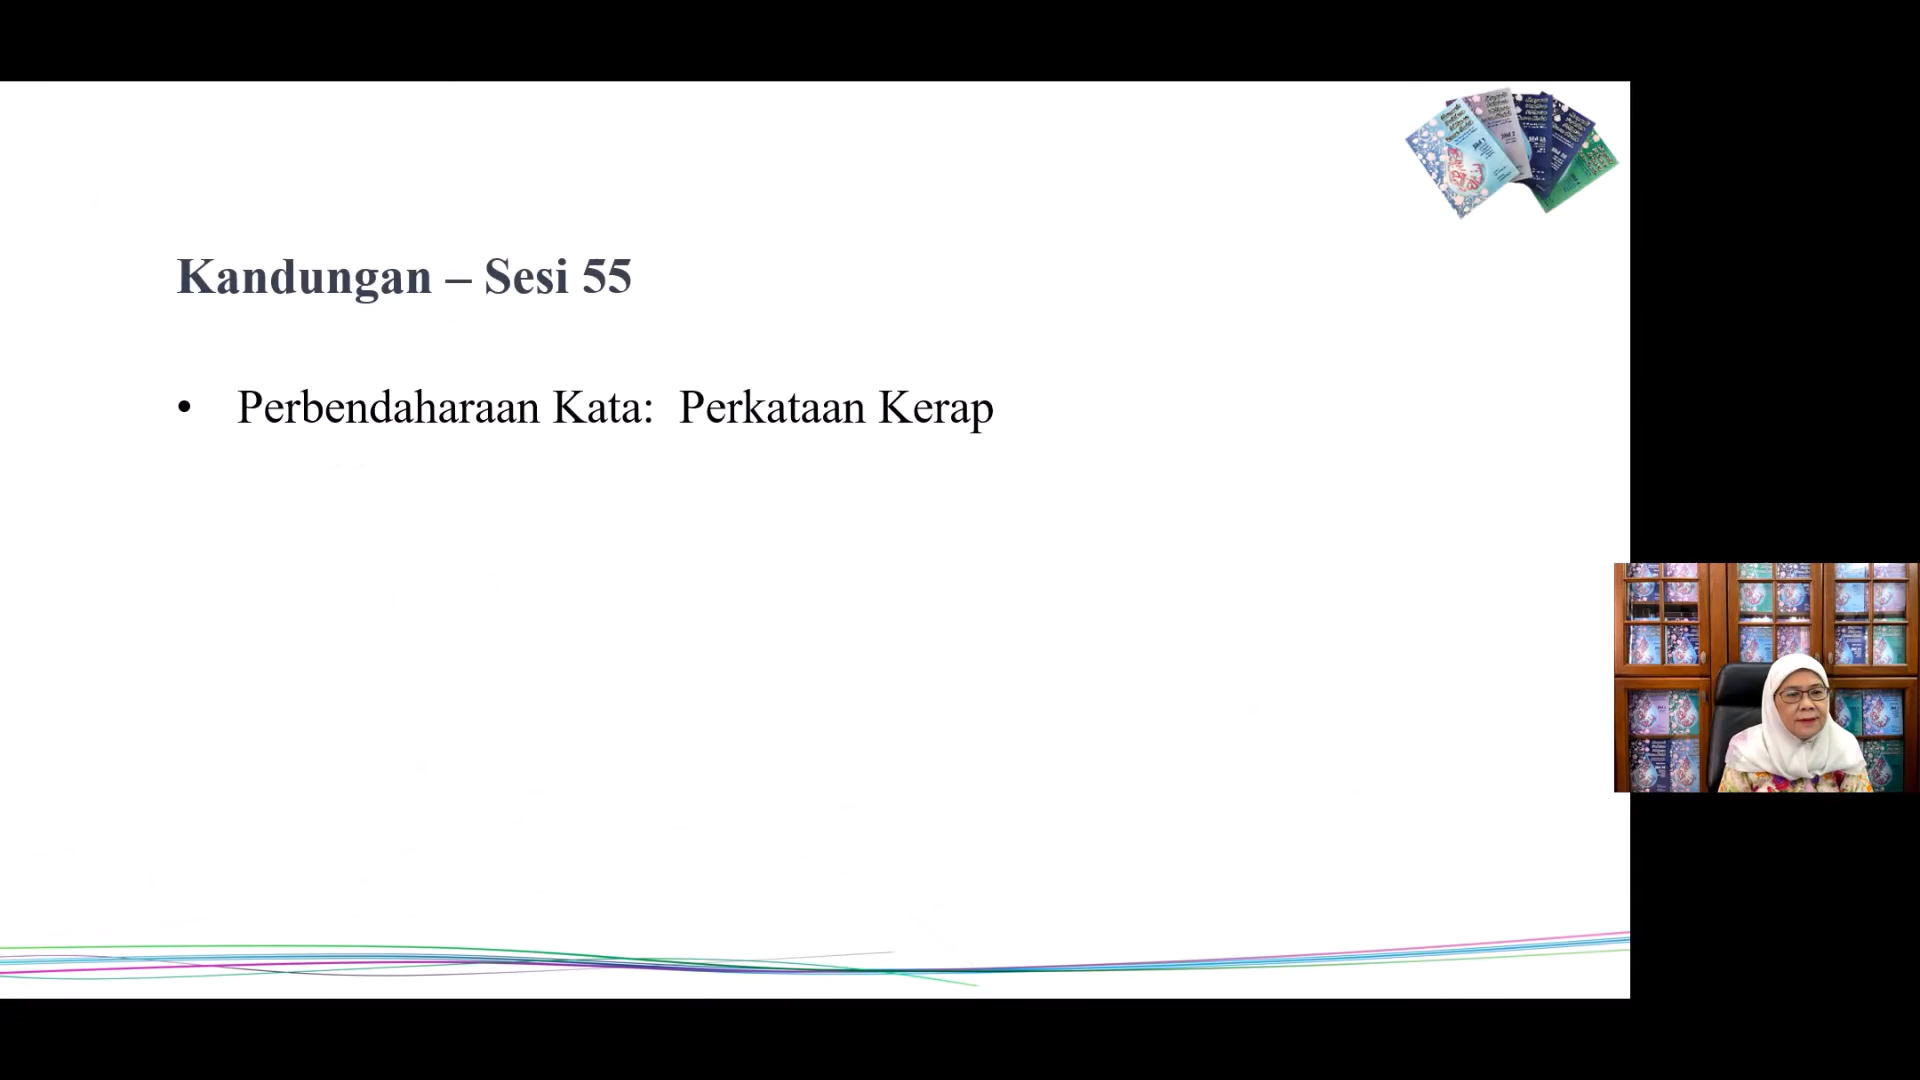 Kandungan – Sesi 55
• Perbendaharaan Kata: Perkataan Kerap